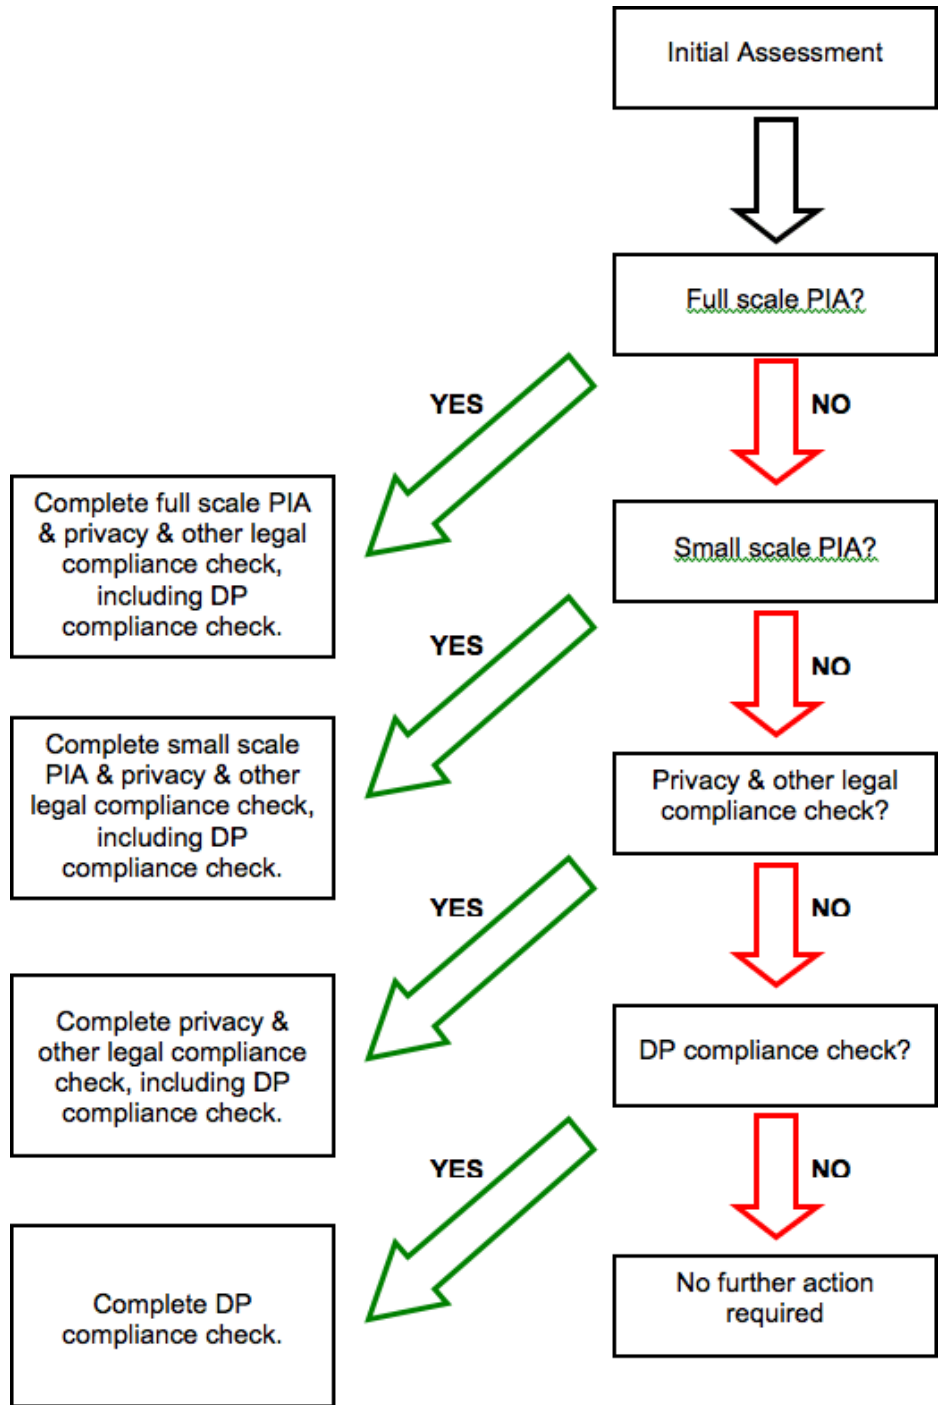 Initial Assessment
Full scale PIA?
YES
NO
Complete full scale PIA
& privacy & other legal
compliance check,
including DP
compliance check.
Small scale PIA?
YES
NO
Complete small scale
PIA & privacy & other
legal compliance check,
including DP
compliance check.
Privacy & other legal
compliance check?
YES
NO
Complete privacy &
other legal compliance
check, including DP
compliance check.
DP compliance check?
YES
NO
Complete DP
compliance check.
No further action
required